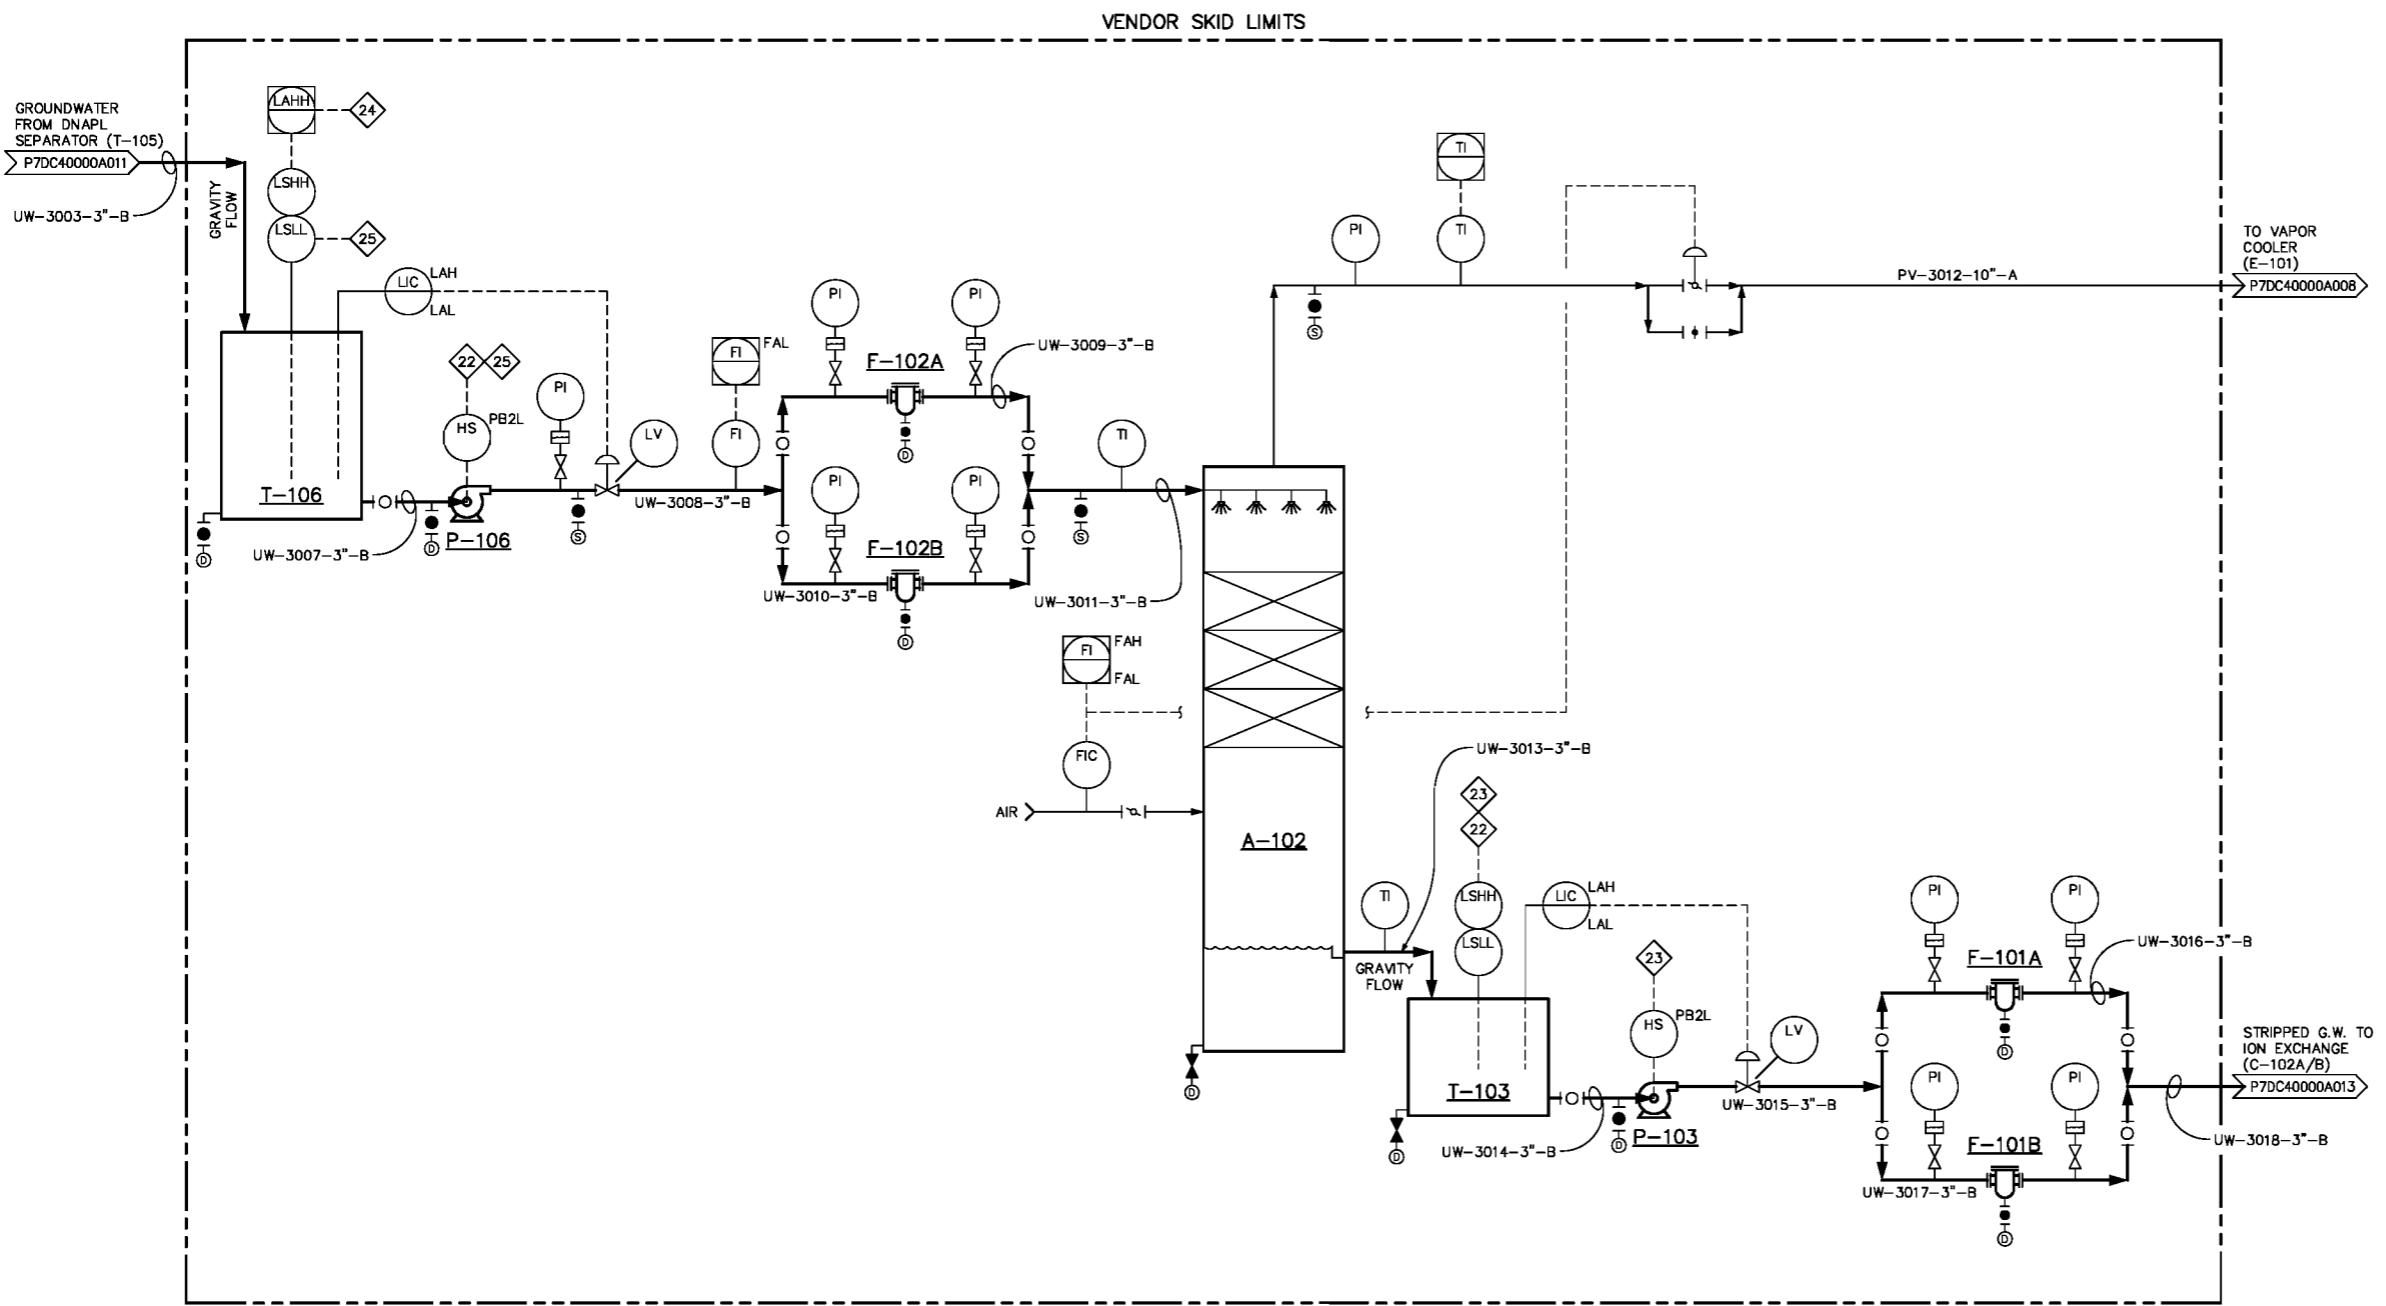 VENDOR SKID LIMITS
GROUNDWATER
FROM DNAPL
SEPARATOR (T-105)
P7DC40000A011
UW-3003-3"-B
GRAVITY
FLOW
LAHH
24
LSHH
LSLL
25
LIC
LAH
LAL
T-106
D
UW-3007-3"-B
22
25
HS
PB2L
D
P-106
PI
S
LV
UW-3008-3"-B
FI
FAL
FI
PI
PI
F-102A
D
UW-3009-3"-B
PI
PI
F-102B
D
UW-3010-3"-B
TI
S
UW-3011-3"-B
FI
FAH
FAL
FIC
AIR
A-102
D
S
PI
TI
TI
PV-3012-10"-A
TO VAPOR
COOLER
(E-101)
P7DC40000A008
UW-3013-3"-B
TI
GRAVITY
FLOW
23
22
LSHH
LSLL
LIC
LAH
LAL
T-103
D
UW-3014-3"-B
23
HS
PB2L
D
P-103
LV
UW-3015-3"-B
PI
PI
F-101A
D
UW-3016-3"-B
PI
PI
F-101B
D
UW-3017-3"-B
STRIPPED G.W. TO
ION EXCHANGE
(C-102A/B)
P7DC40000A013
UW-3018-3"-B